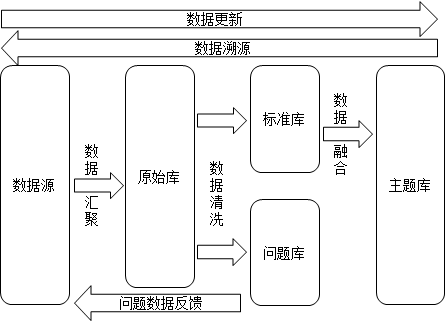 数据更新
数据溯源
数据源
数据汇聚
原始库
数据清洗
标准库
问题库
数据融合
主题库
问题数据反馈